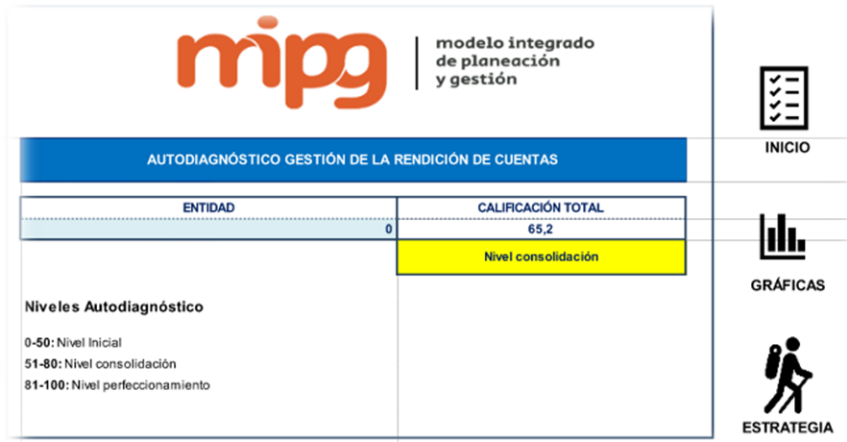 mipg
modelo integrado
de planeación
y gestión
INICIO
AUTODIAGNÓSTICO GESTIÓN DE LA RENDICIÓN DE CUENTAS
ENTIDAD CALIFICACIÓN TOTAL
0 65,2
Nivel consolidación
GRÁFICAS
Niveles Autodiagnóstico
0-50: Nivel Inicial
51-80: Nivel consolidación
81-100: Nivel perfeccionamiento
ESTRATEGIA